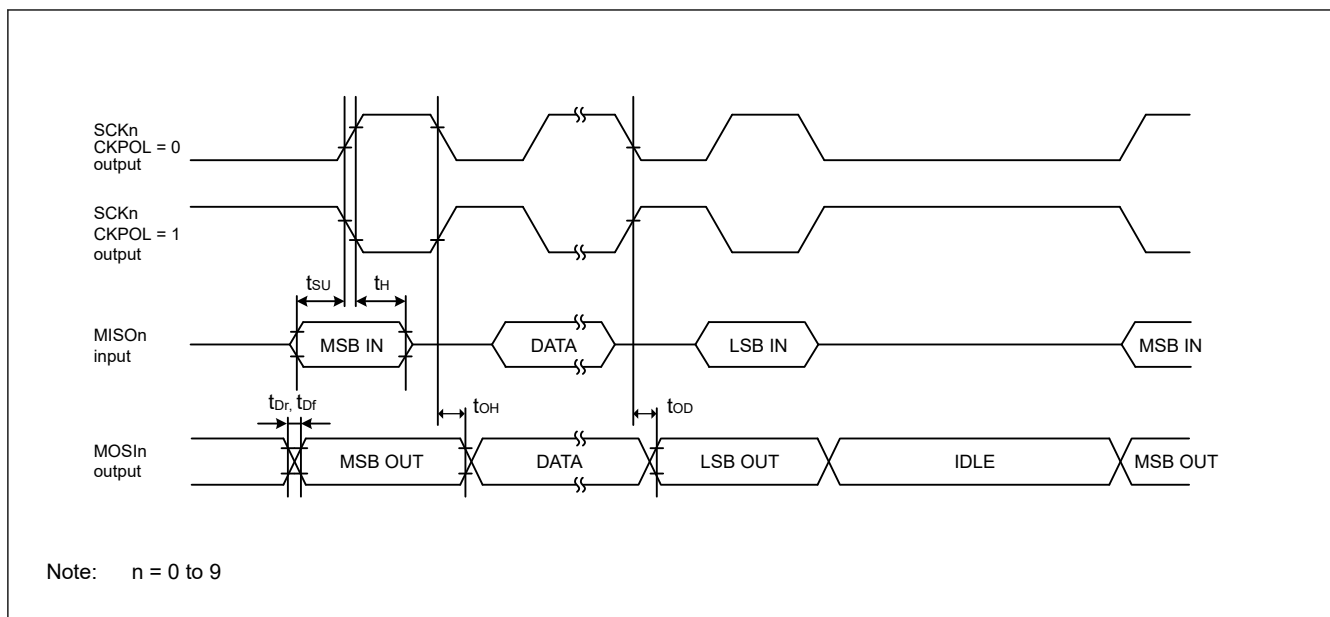 SCKn
CKPOL = 0
output
SCKn
CKPOL = 1
output
tSU
tH
MISOn
input
MSB IN
DATA
LSB IN
MSB IN
tDr, tDf
tOH
tOD
MOSIn
output
MSB OUT
DATA
LSB OUT
IDLE
MSB OUT
Note: n = 0 to 9